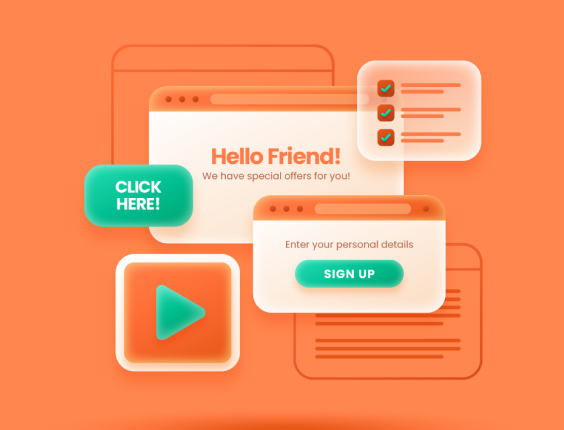 Hello Friend!
We have special offers for you!
CLICK
HERE!
Enter your personal details
SIGN UP